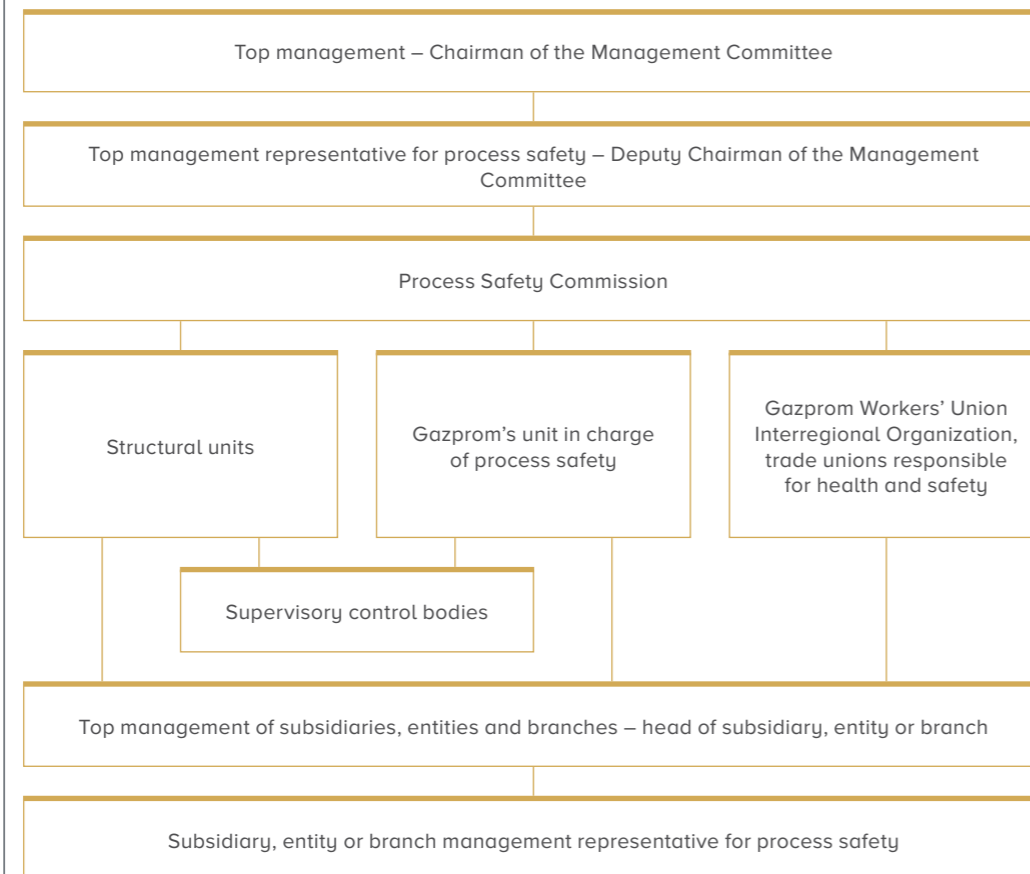 Top management – Chairman of the Management Committee
Top management representative for process safety – Deputy Chairman of the Management
Committee
Process Safety Commission
Structural units
Gazprom's unit in charge
of process safety
Gazprom Workers' Union
Interregional Organization,
trade unions responsible
for health and safety
Supervisory control bodies
Top management of subsidiaries, entities and branches – head of subsidiary, entity or branch
Subsidiary, entity or branch management representative for process safety